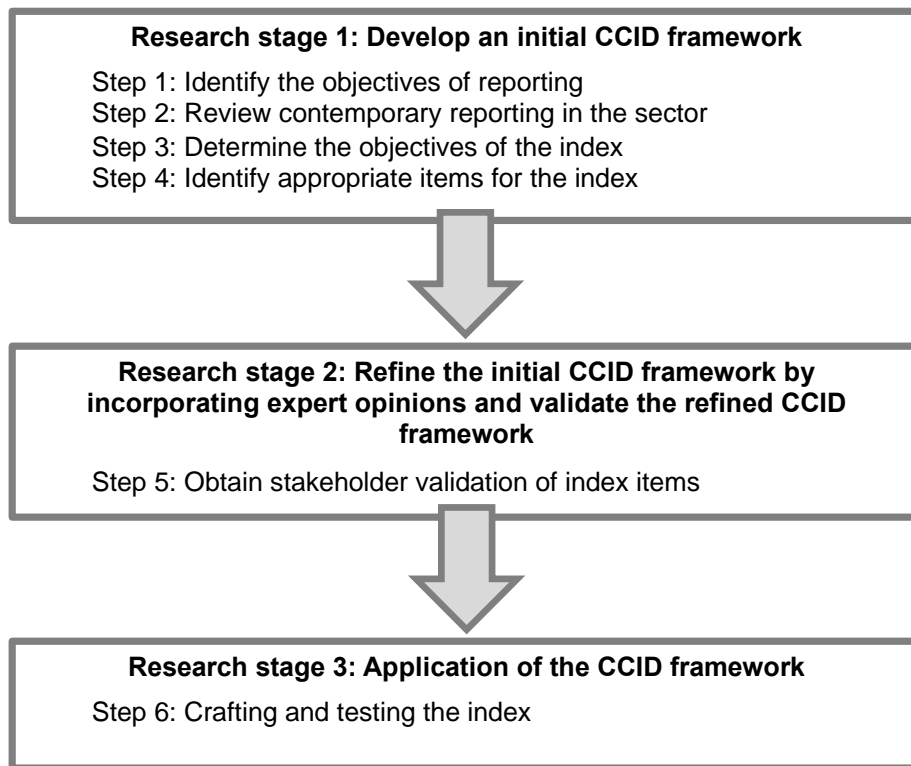 Research stage 1: Develop an initial CCID framework
Step 1: Identify the objectives of reporting
Step 2: Review contemporary reporting in the sector
Step 3: Determine the objectives of the index
Step 4: Identify appropriate items for the index
Research stage 2: Refine the initial CCID framework by
incorporating expert opinions and validate the refined CCID
framework
Step 5: Obtain stakeholder validation of index items
Research stage 3: Application of the CCID framework
Step 6: Crafting and testing the index